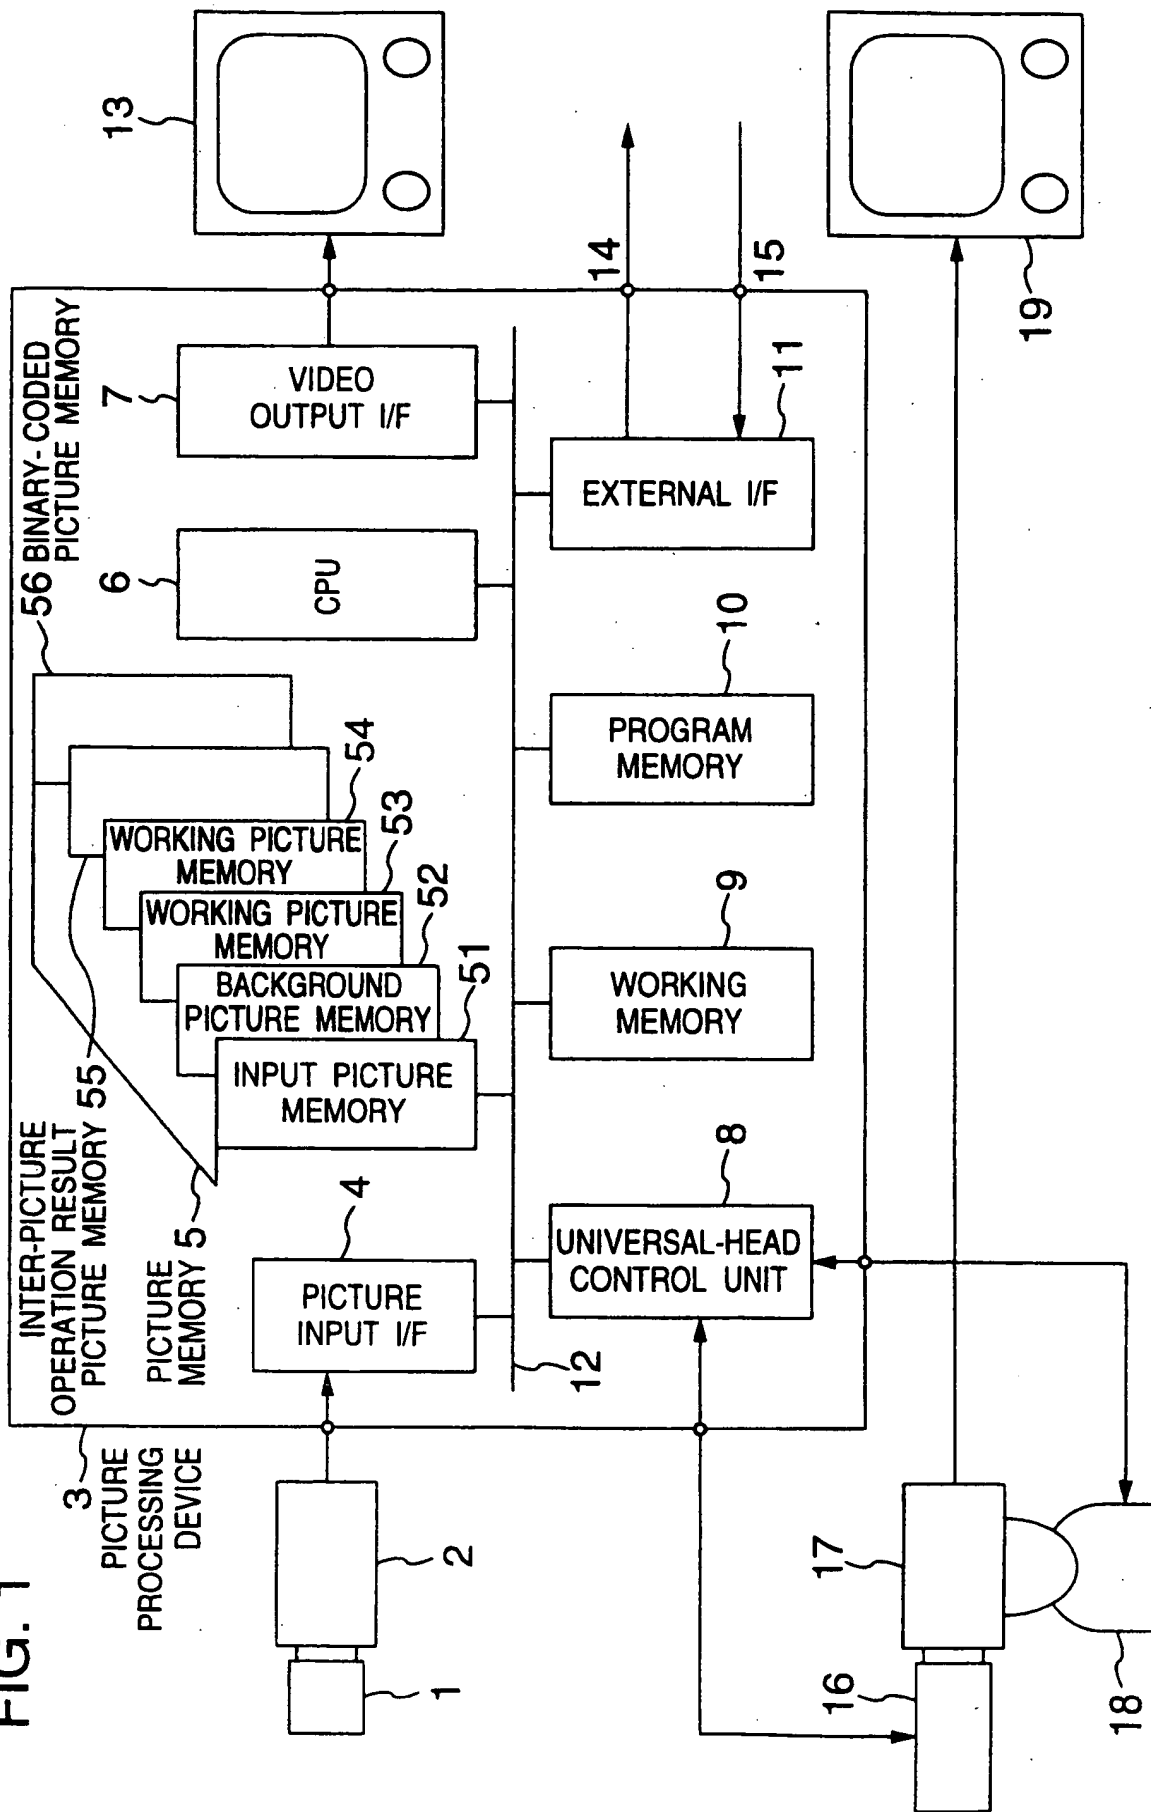 FIG. 1
3
PICTURE
PROCESSING
DEVICE
INTER-PICTURE
OPERATION RESULT
PICTURE MEMORY 55
PICTURE
MEMORY 5
56 BINARY-CODED
PICTURE MEMORY
13
1
2
4
PICTURE
INPUT I/F
INPUT PICTURE
MEMORY
51
BACKGROUND
PICTURE MEMORY
52
WORKING PICTURE
MEMORY
53
WORKING PICTURE
MEMORY
54
6
CPU
7
VIDEO
OUTPUT I/F
12
8
UNIVERSAL-HEAD
CONTROL UNIT
9
WORKING
MEMORY
10
PROGRAM
MEMORY
11
EXTERNAL I/F
14
15
16
17
18
19